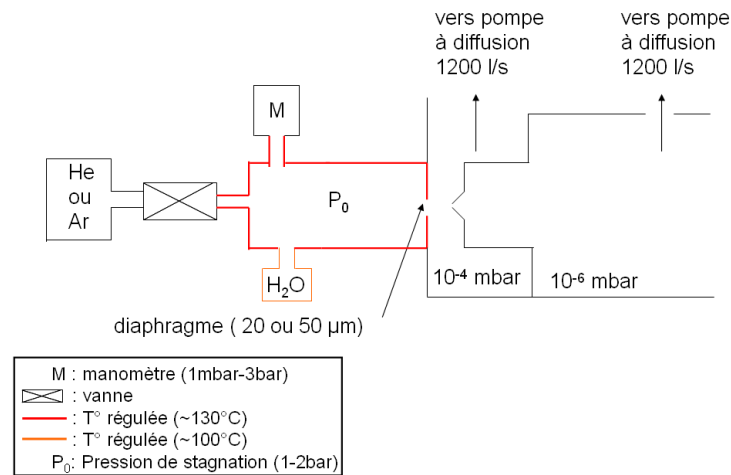 vers pompe
à diffusion
1200 l/s
vers pompe
à diffusion
1200 l/s
M
He
ou
Ar
P₀
H₂O
10⁻⁴ mbar
10⁻⁶ mbar
diaphragme ( 20 ou 50 µm)
M : manomètre (1mbar-3bar)
: vanne
: T° régulée (~130°C)
: T° régulée (~100°C)
P₀: Pression de stagnation (1-2bar)